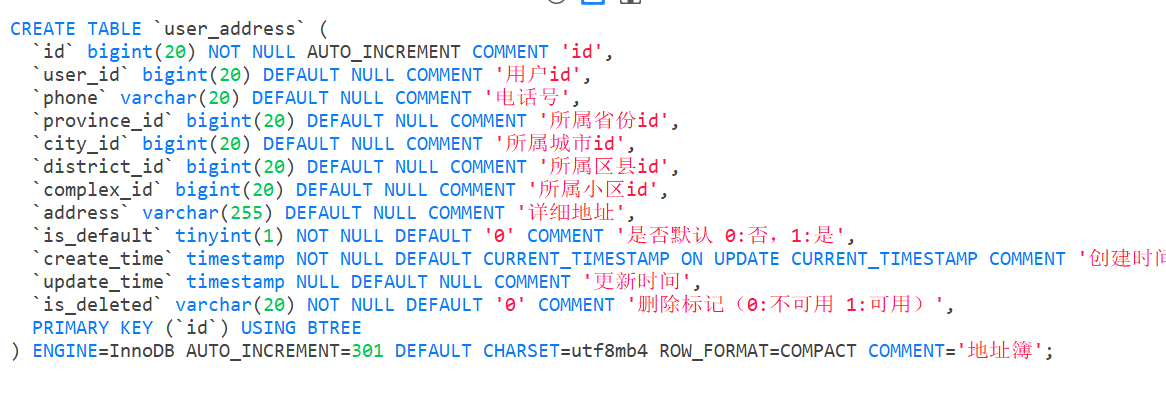 CREATE TABLE `user_address` (
  `id` bigint(20) NOT NULL AUTO_INCREMENT COMMENT 'id',
  `user_id` bigint(20) DEFAULT NULL COMMENT '用户id',
  `phone` varchar(20) DEFAULT NULL COMMENT '电话号',
  `province_id` bigint(20) DEFAULT NULL COMMENT '所属省份id',
  `city_id` bigint(20) DEFAULT NULL COMMENT '所属城市id',
  `district_id` bigint(20) DEFAULT NULL COMMENT '所属区县id',
  `complex_id` bigint(20) DEFAULT NULL COMMENT '所属小区id',
  `address` varchar(255) DEFAULT NULL COMMENT '详细地址',
  `is_default` tinyint(1) NOT NULL DEFAULT '0' COMMENT '是否默认 0:否，1:是',
  `create_time` timestamp NOT NULL DEFAULT CURRENT_TIMESTAMP ON UPDATE CURRENT_TIMESTAMP COMMENT '创建时间
  `update_time` timestamp NULL DEFAULT NULL COMMENT '更新时间',
  `is_deleted` varchar(20) NOT NULL DEFAULT '0' COMMENT '删除标记（0:不可用 1:可用）',
  PRIMARY KEY (`id`) USING BTREE
) ENGINE=InnoDB AUTO_INCREMENT=301 DEFAULT CHARSET=utf8mb4 ROW_FORMAT=COMPACT COMMENT='地址簿';